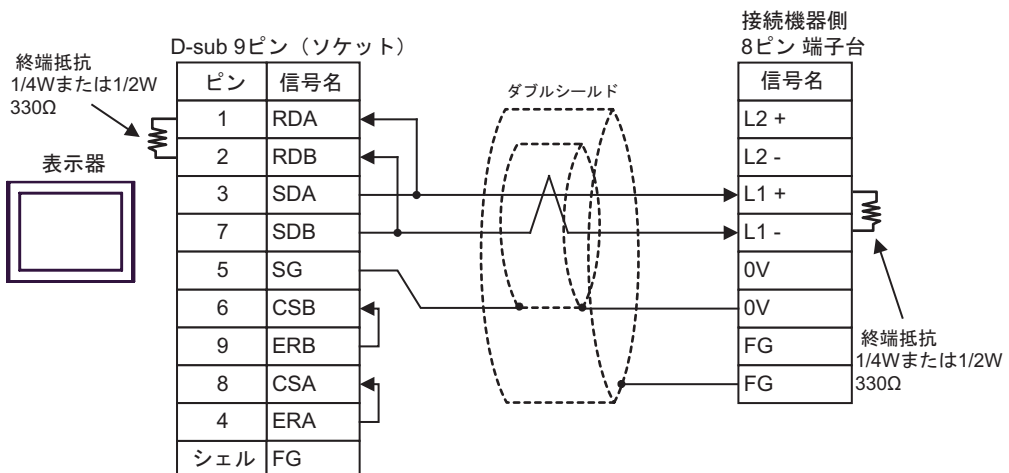 接続機器側
8ピン 端子台
D-sub 9ピン（ソケット）
終端抵抗
1/4Wまたは1/2W
330Ω
表示器
ダブルシールド
ピン 信号名
1 RDA
2 RDB
3 SDA
7 SDB
5 SG
6 CSB
9 ERB
8 CSA
4 ERA
シェル FG
信号名
L2 +
L2 -
L1 +
L1 -
0V
0V
FG
FG
終端抵抗
1/4Wまたは1/2W
330Ω